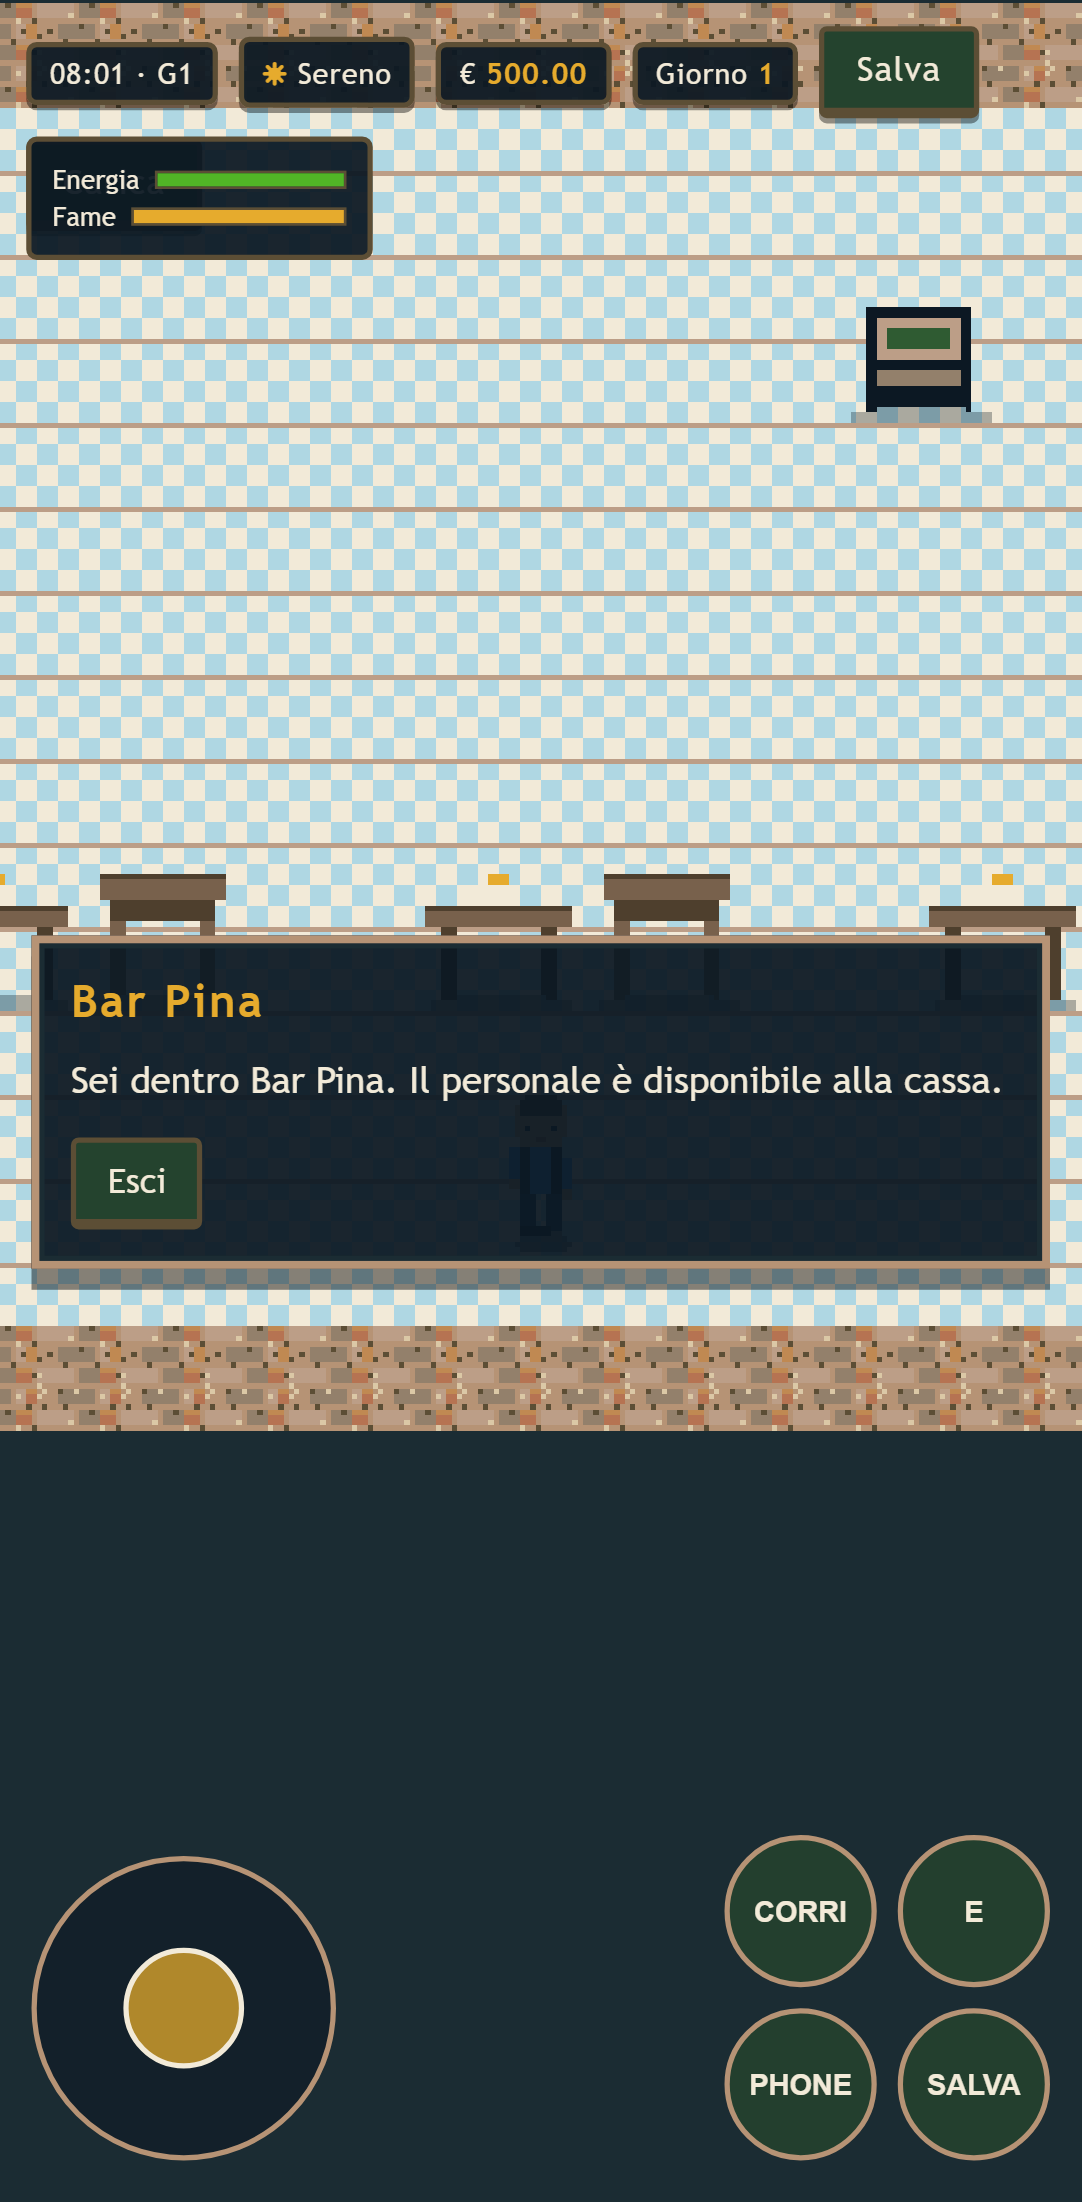 08:01 · G1
Sereno
€ 500.00
Giorno 1
Salva
Energia
Fame
Bar Pina
Sei dentro Bar Pina. Il personale è disponibile alla cassa.
Esci
CORRI
E
PHONE
SALVA